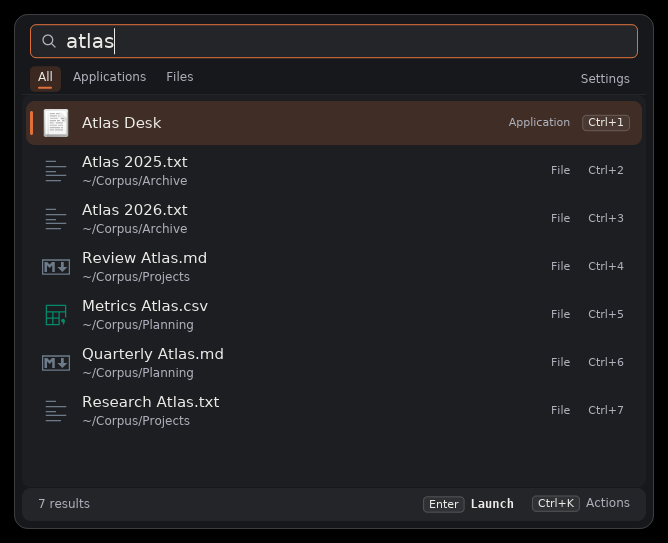 atlas
All Applications Files Settings
Atlas Desk Application Ctrl+1
Atlas 2025.txt
~/Corpus/Archive File Ctrl+2
Atlas 2026.txt
~/Corpus/Archive File Ctrl+3
Review Atlas.md
~/Corpus/Projects File Ctrl+4
Metrics Atlas.csv
~/Corpus/Planning File Ctrl+5
Quarterly Atlas.md
~/Corpus/Planning File Ctrl+6
Research Atlas.txt
~/Corpus/Projects File Ctrl+7
7 results Enter Launch Ctrl+K Actions